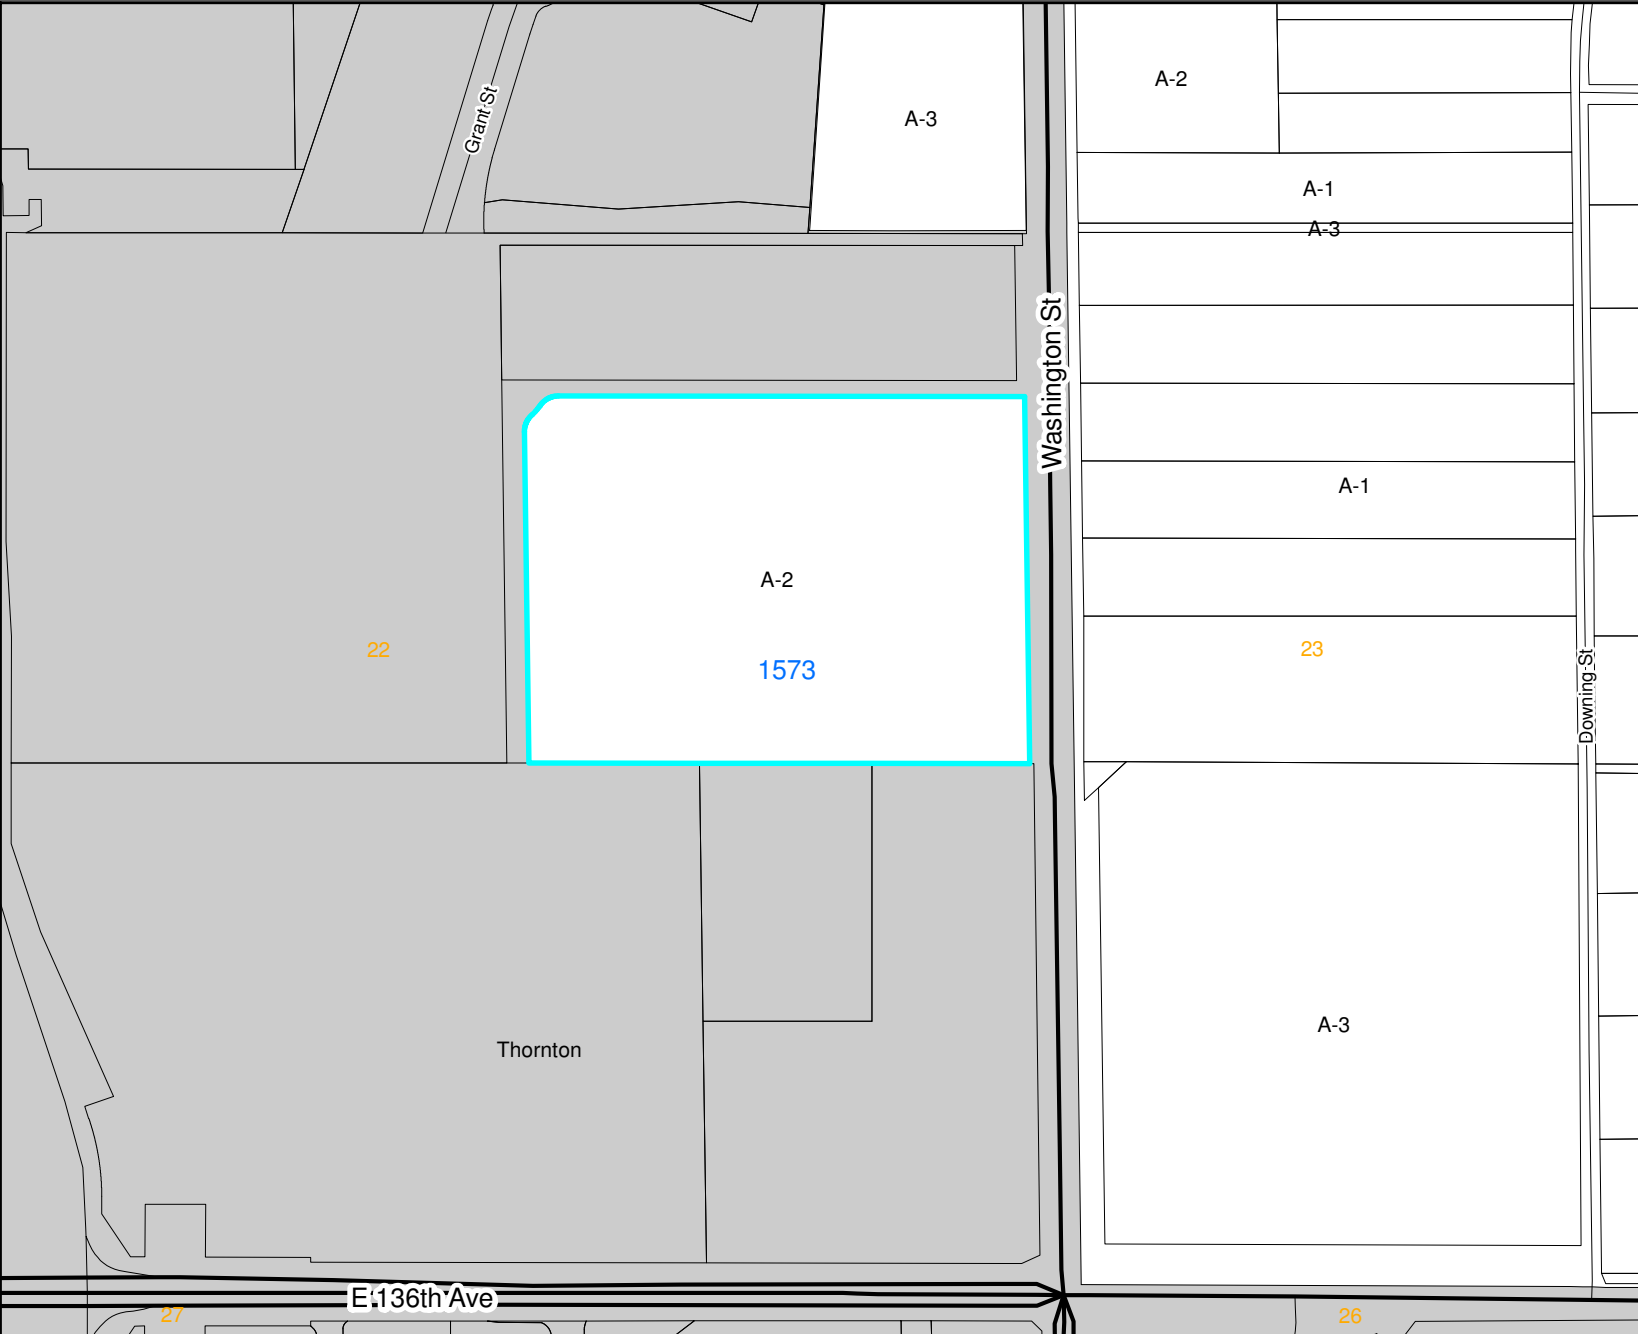 A-2
Grant St
A-3
A-1
A-3
Washington St
A-1
A-2
22
23
1573
Downing St
A-3
Thornton
E 136th Ave
27
26